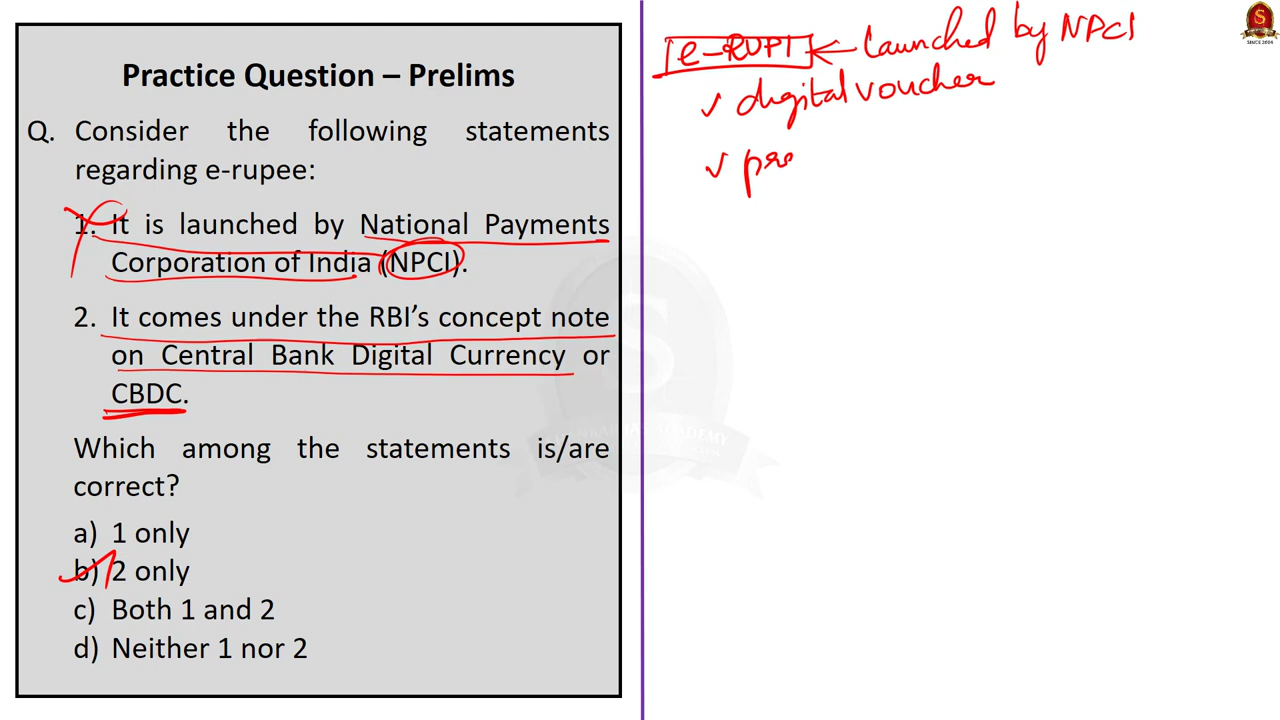 Practice Question – Prelims
Q. Consider the following statements
regarding e-rupee:
1. It is launched by National Payments
Corporation of India (NPCI).
2. It comes under the RBI's concept note
on Central Bank Digital Currency or
CBDC.
Which among the statements is/are
correct?
a) 1 only
b) 2 only
c) Both 1 and 2
d) Neither 1 nor 2
e-RUPI ← launched by NPCI
✓ digital voucher
✓ pre
S
SINCE 2004